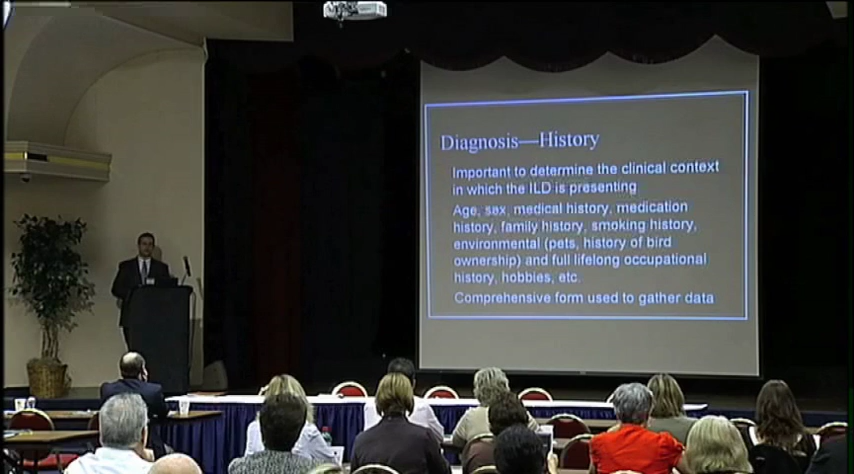 Diagnosis—History
Important to determine the clinical context
in which the ILD is presenting
Age, sex, medical history, medication
history, family history, smoking history,
environmental (pets, history of bird
ownership) and full lifelong occupational
history, hobbies, etc.
Comprehensive form used to gather data